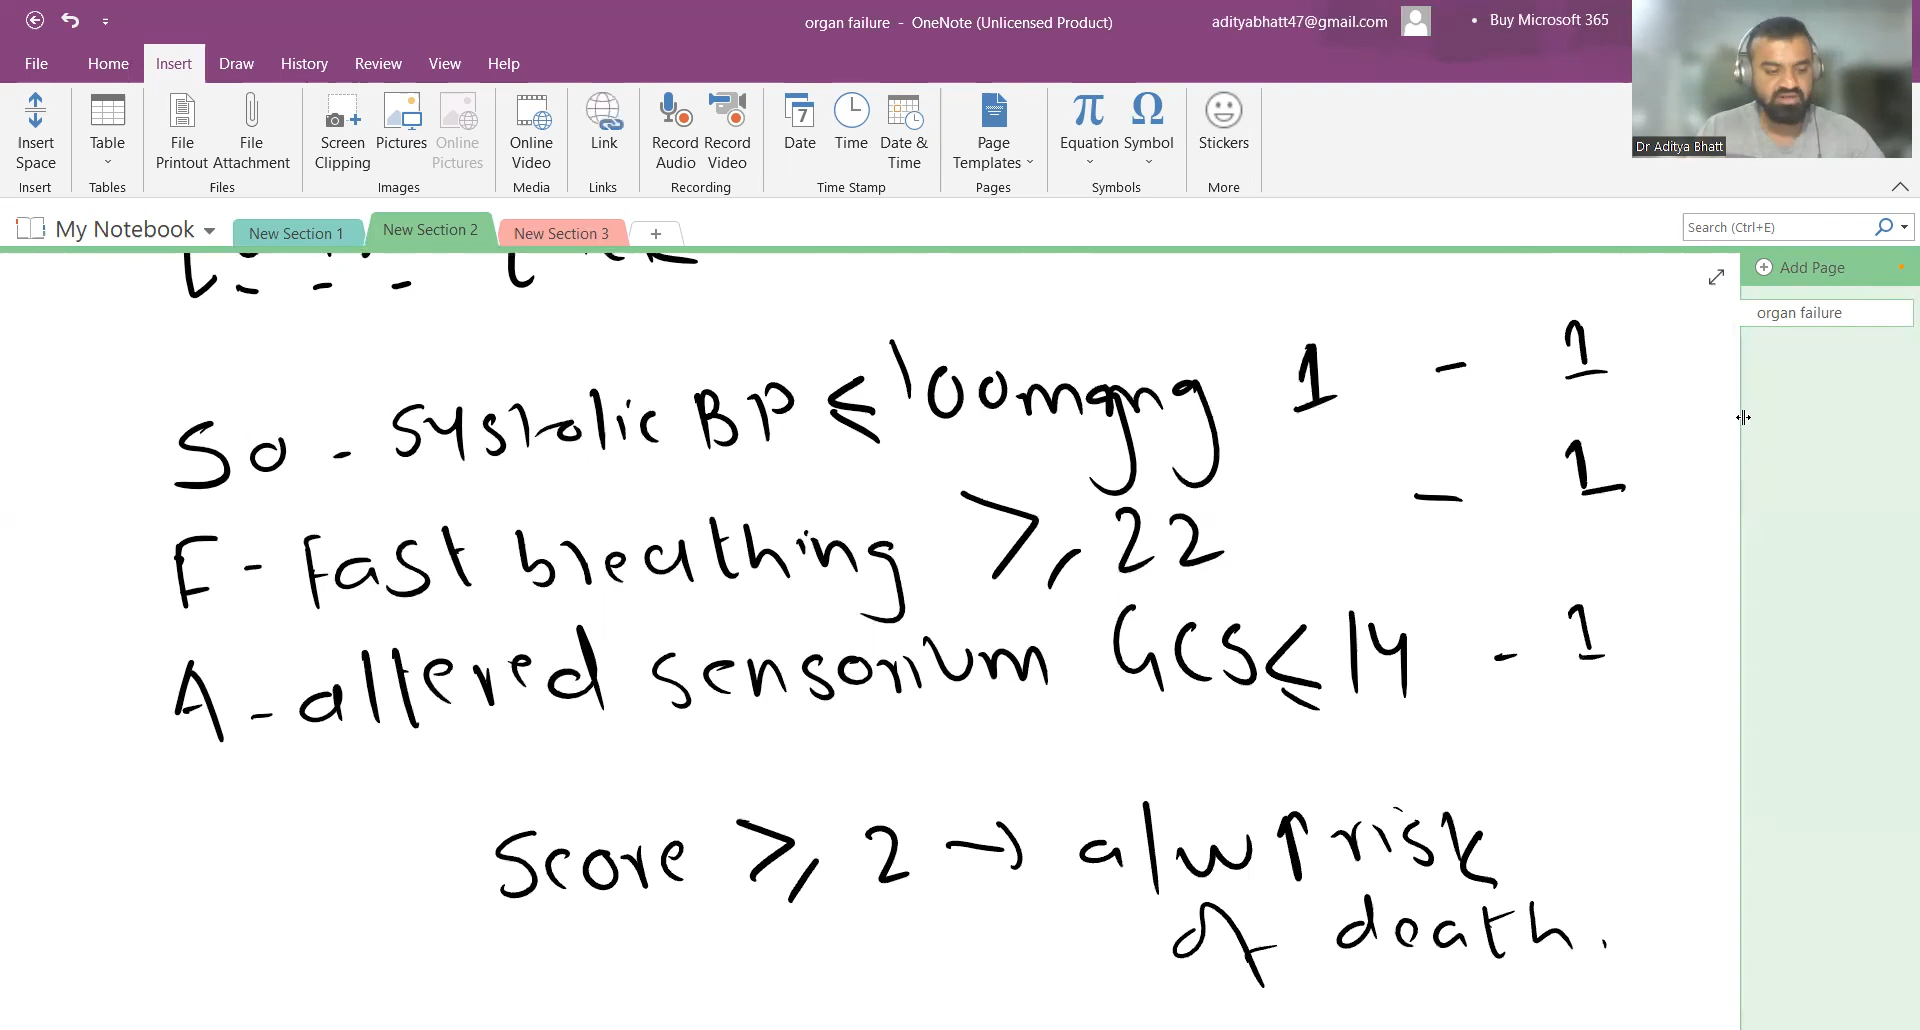 organ failure - OneNote (Unlicensed Product)
adityabhatt47@gmail.com
• Buy Microsoft 365
File Home Insert Draw History Review View Help
Insert Space
Table
File Printout
File Attachment
Screen Clipping
Pictures
Online Pictures
Online Video
Link
Record Audio
Record Video
Date
Time
Date & Time
Page Templates
Equation
Symbol
Stickers
Insert Tables Files Images Media Links Recording Time Stamp Pages Symbols More
Dr Aditya Bhatt
My Notebook
New Section 1
New Section 2
New Section 3
+
Search (Ctrl+E)
Add Page
organ failure
So - Systolic BP ≤ 100mmHg 1 - 1
F - Fast breathing ≥ 22 - 1
A - altered sensorium GCS ≤ 14 - 1
Score ≥ 2 → a/w ↑ risk
of death.